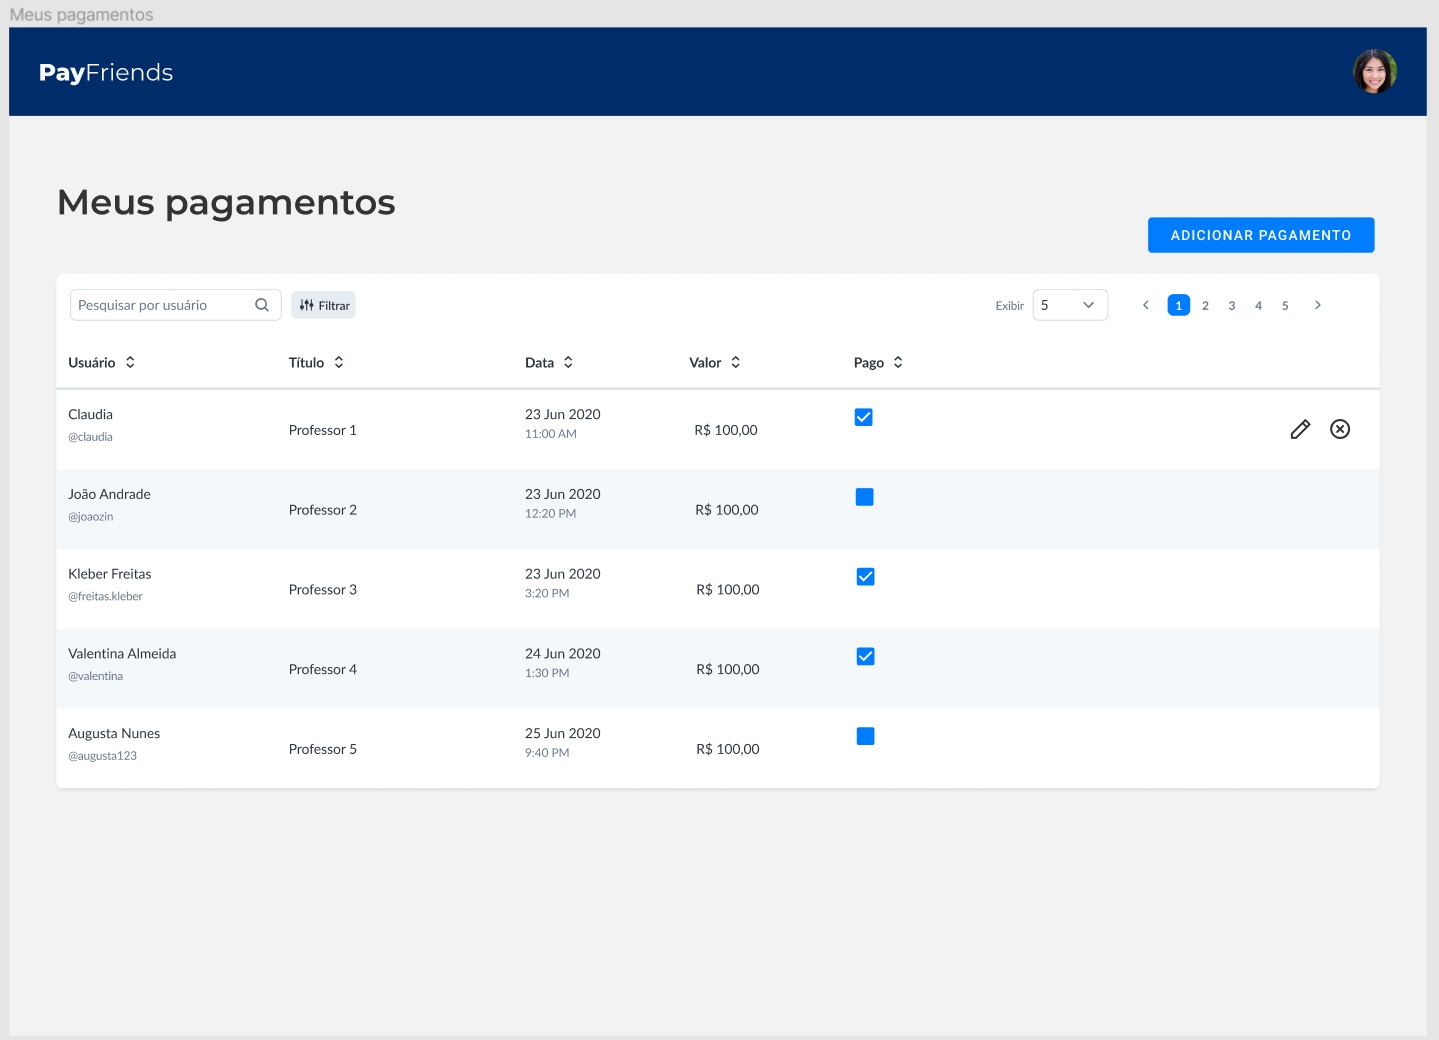 Meus pagamentos
PayFriends
Meus pagamentos
ADICIONAR PAGAMENTO
Pesquisar por usuário Filtrar Exibir 5 1 2 3 4 5
Usuário Título Data Valor Pago
Claudia
@claudia
Professor 1
23 Jun 2020
11:00 AM
R$ 100,00
João Andrade
@joaozin
Professor 2
23 Jun 2020
12:20 PM
R$ 100,00
Kleber Freitas
@freitas.kleber
Professor 3
23 Jun 2020
3:20 PM
R$ 100,00
Valentina Almeida
@valentina
Professor 4
24 Jun 2020
1:30 PM
R$ 100,00
Augusta Nunes
@augusta123
Professor 5
25 Jun 2020
9:40 PM
R$ 100,00